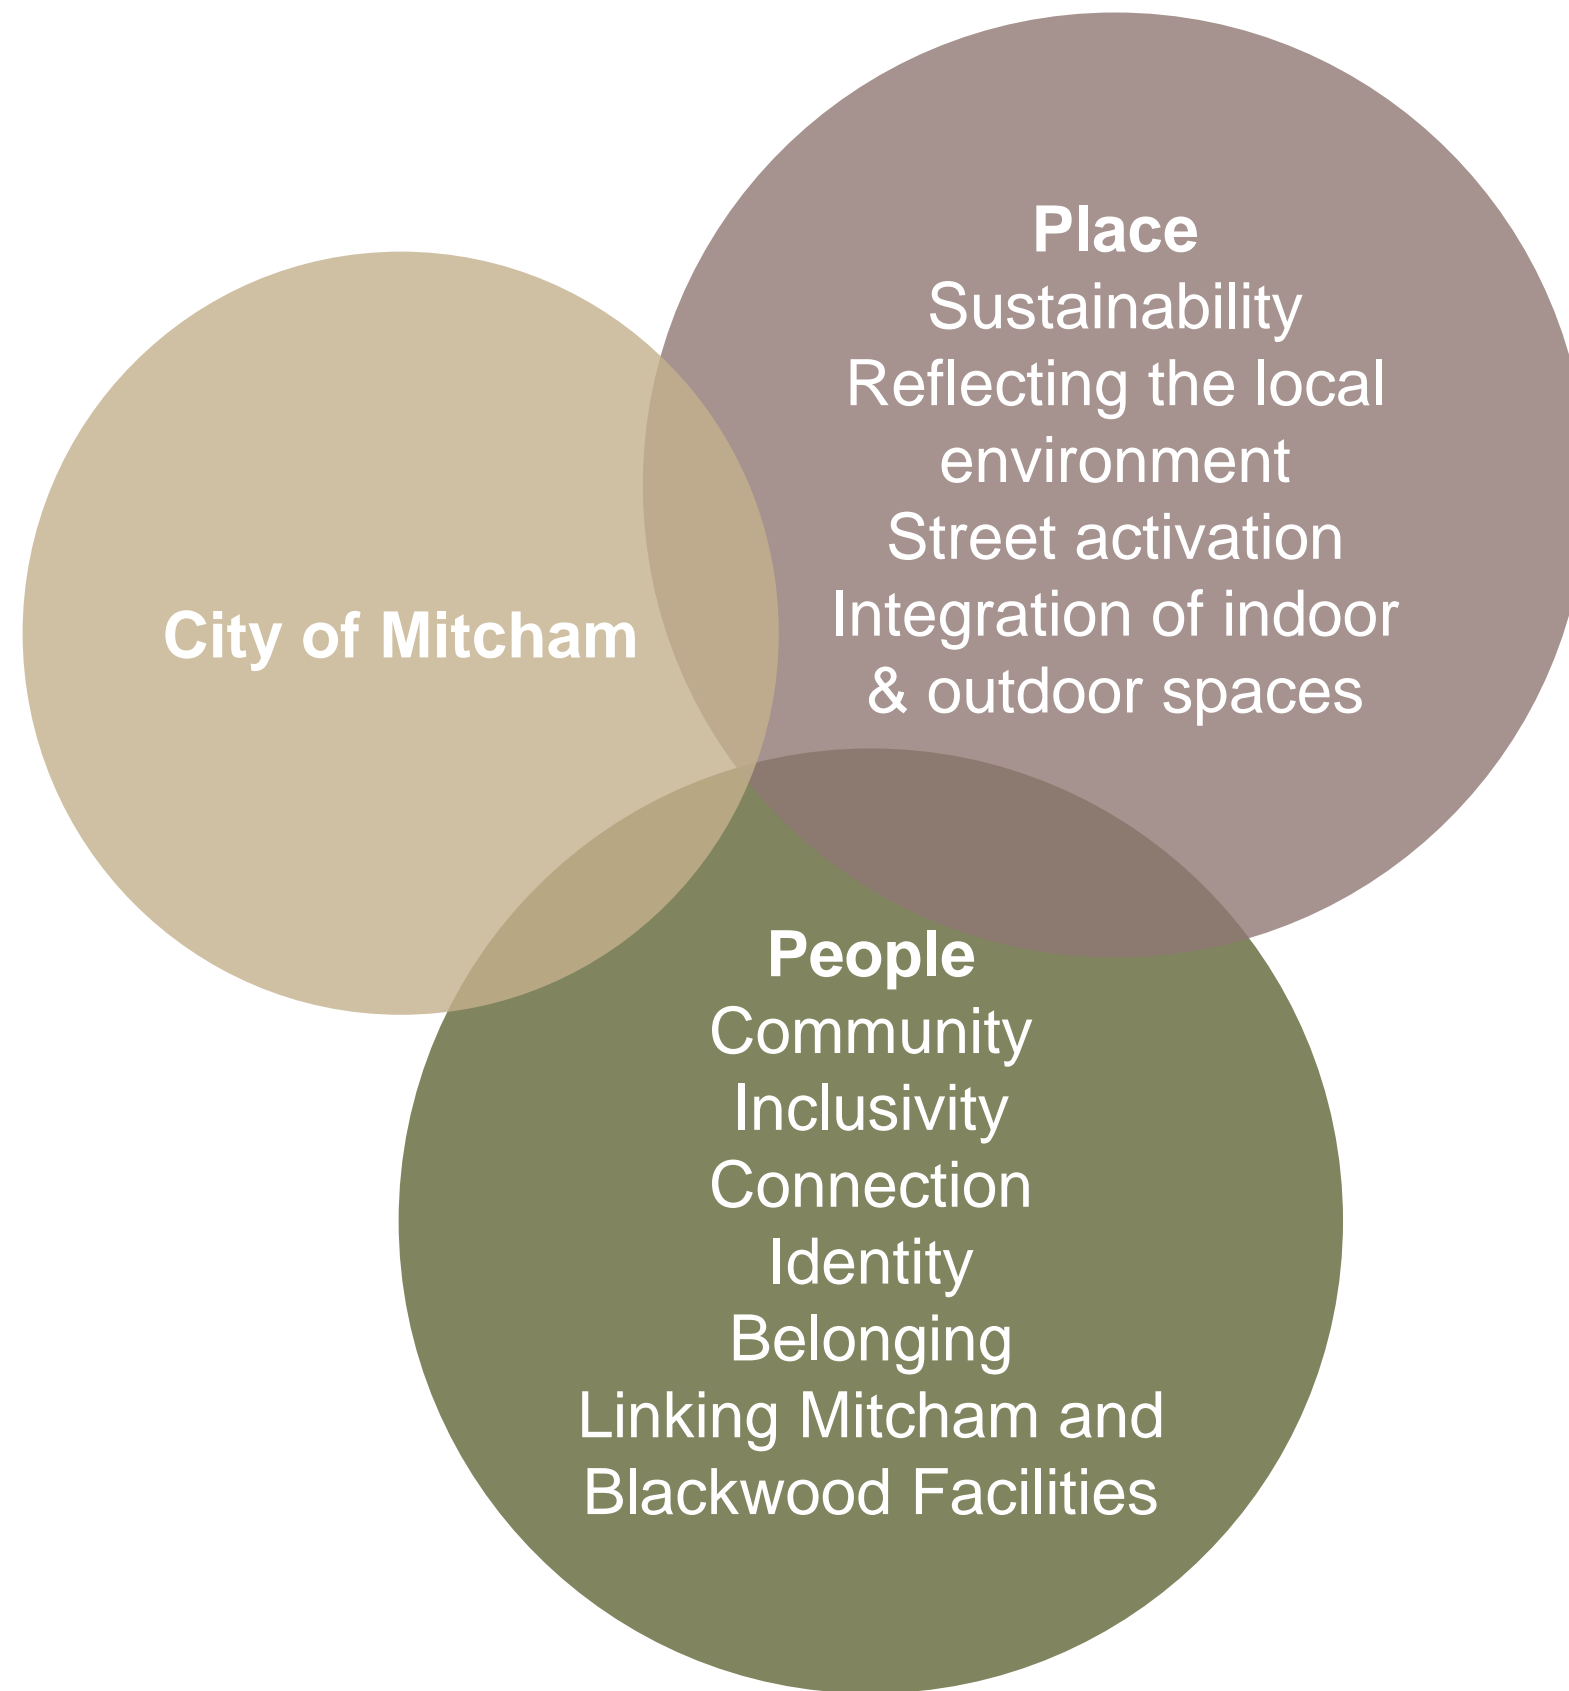 Place
Sustainability
Reflecting the local
environment
Street activation
Integration of indoor
& outdoor spaces
City of Mitcham
People
Community
Inclusivity
Connection
Identity
Belonging
Linking Mitcham and
Blackwood Facilities